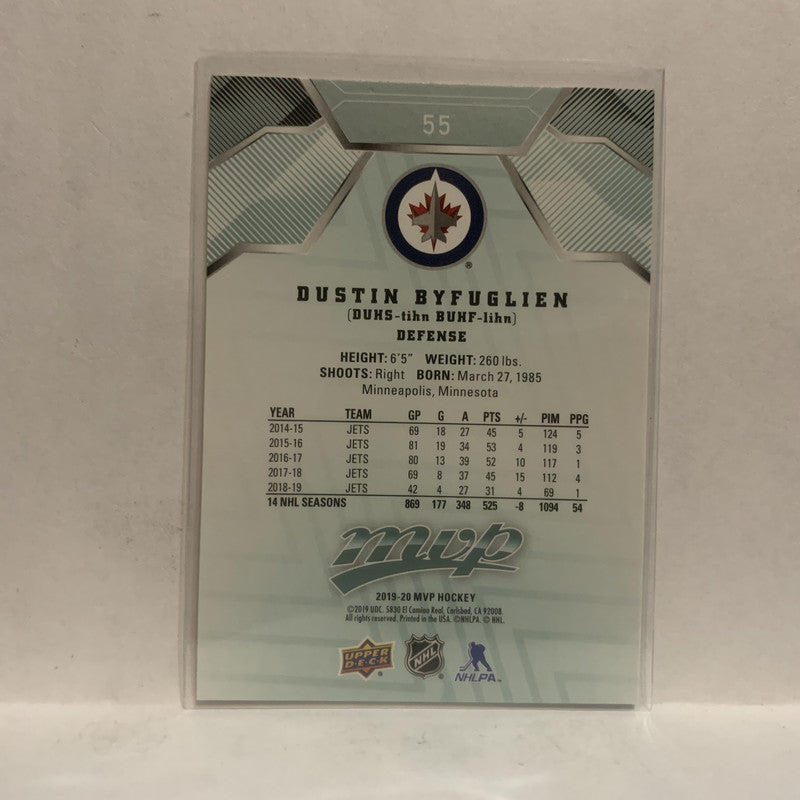 55
®
DUSTIN BYFUGLIEN
(DUHS-tihn BUHF-lihn)
DEFENSE
HEIGHT: 6'5" WEIGHT: 260 lbs.
SHOOTS: Right BORN: March 27, 1985
Minneapolis, Minnesota
YEAR TEAM GP G A PTS +/- PIM PPG
2014-15 JETS 69 18 27 45 5 124 5
2015-16 JETS 81 19 34 53 4 119 3
2016-17 JETS 80 13 39 52 10 117 1
2017-18 JETS 69 8 37 45 15 112 4
2018-19 JETS 42 4 27 31 4 69 1
14 NHL SEASONS 869 177 348 525 -8 1094 54
mvp
2019-20 MVP HOCKEY
©2019 UDC. 5830 El Camino Real, Carlsbad, CA 92008.
All rights reserved. Printed in the USA. ©NHLPA. © NHL.
UPPER DECK ® NHL ® NHLPA™